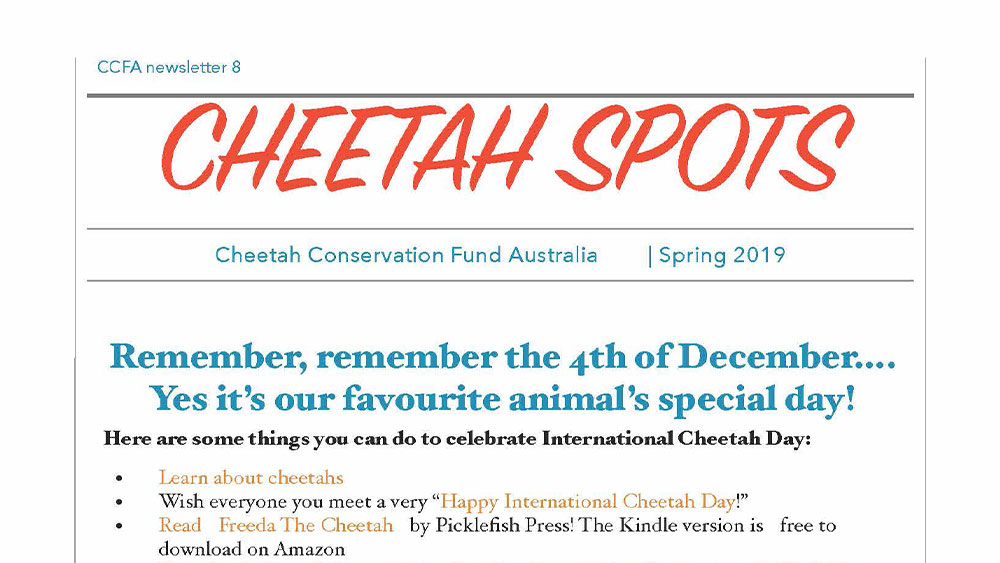 CCFA newsletter 8
CHEETAH SPOTS
Cheetah Conservation Fund Australia | Spring 2019
Remember, remember the 4th of December....
Yes it's our favourite animal's special day!
Here are some things you can do to celebrate International Cheetah Day:
• Learn about cheetahs
• Wish everyone you meet a very “Happy International Cheetah Day!”
• Read Freeda The Cheetah by Picklefish Press! The Kindle version is free to
download on Amazon